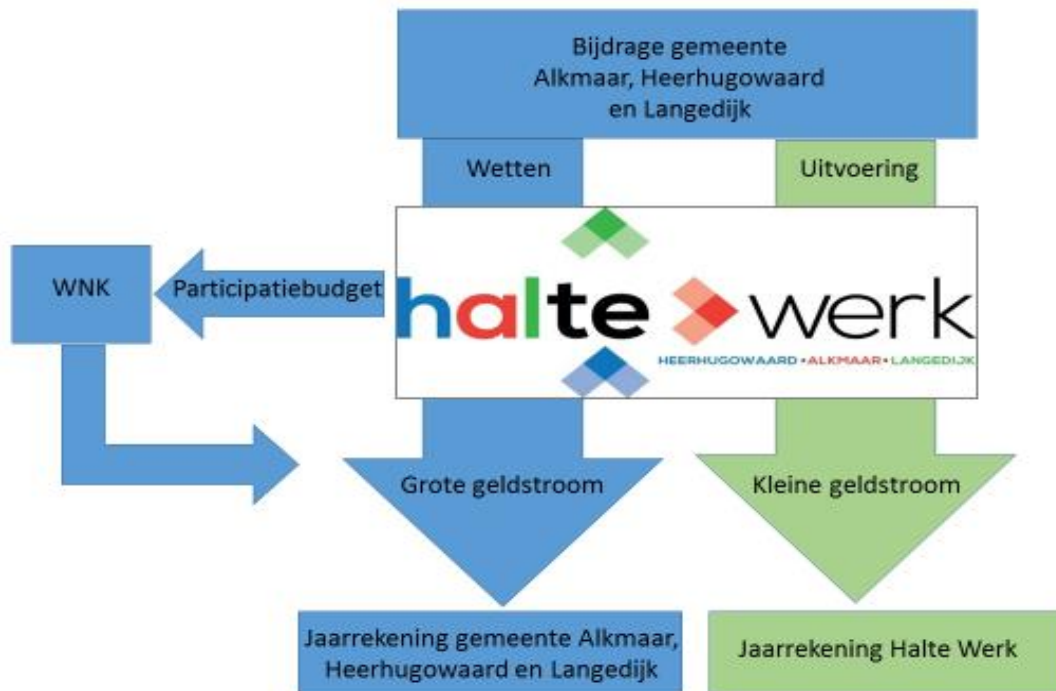 Bijdrage gemeente
Alkmaar, Heerhugowaard
en Langedijk
Wetten
Uitvoering
WNK
Participatiebudget
halte werk
HEERHUGOWAARD • ALKMAAR • LANGEDIJK
Grote geldstroom
Kleine geldstroom
Jaarrekening gemeente Alkmaar,
Heerhugowaard en Langedijk
Jaarrekening Halte Werk